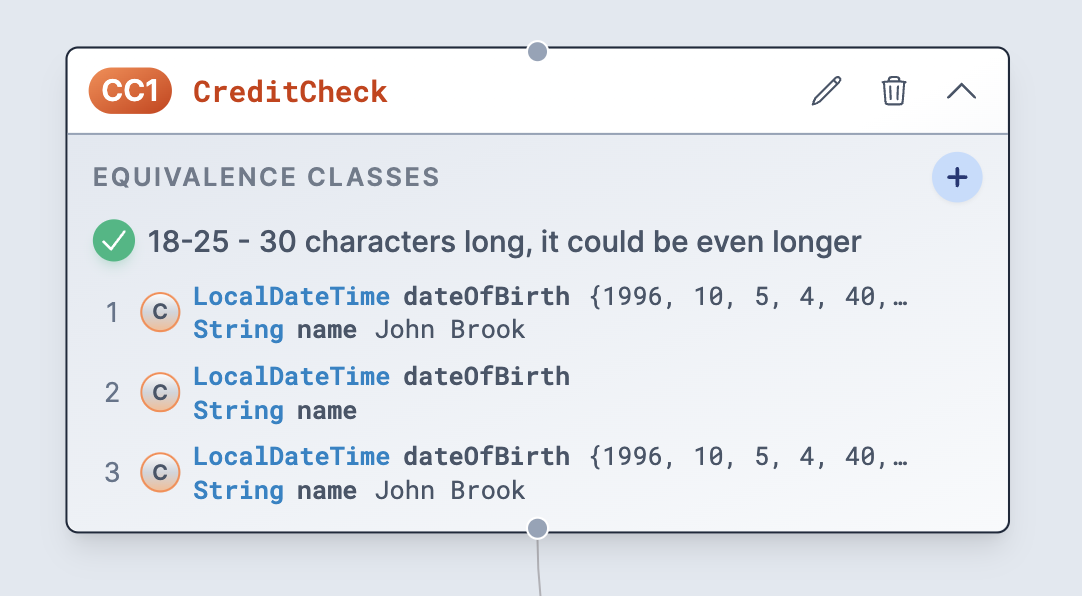 CC1 CreditCheck
EQUIVALENCE CLASSES
18-25 - 30 characters long, it could be even longer
1 C LocalDateTime dateOfBirth {1996, 10, 5, 4, 40,…
String name John Brook
2 C LocalDateTime dateOfBirth
String name
3 C LocalDateTime dateOfBirth {1996, 10, 5, 4, 40,…
String name John Brook